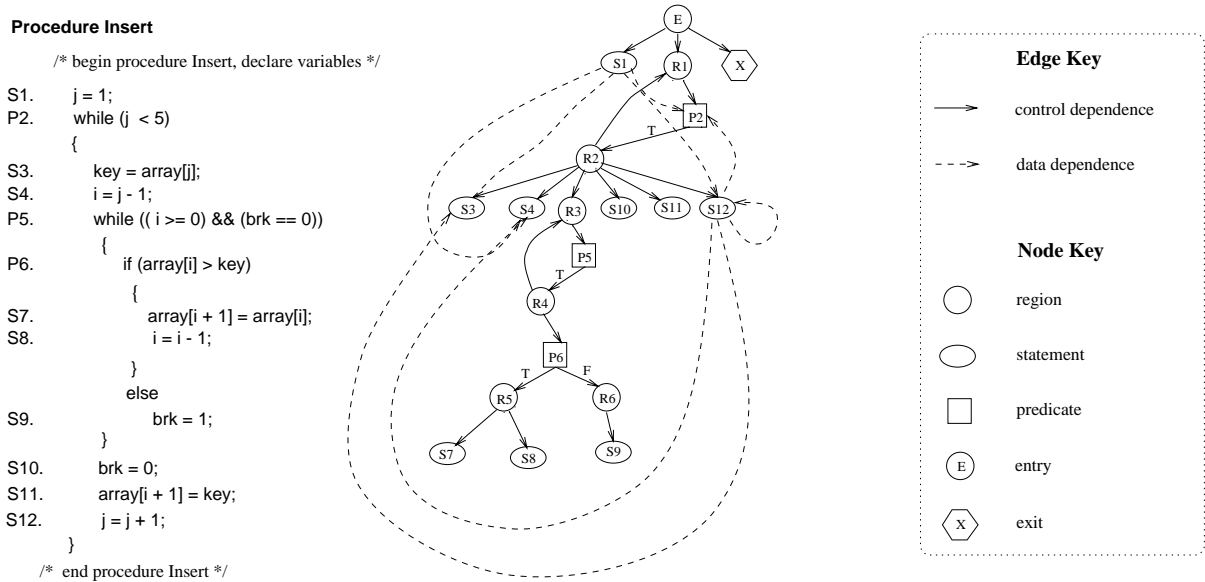 Procedure Insert
/* begin procedure Insert, declare variables */
S1. j = 1;
P2. while (j < 5)
{
S3. key = array[j];
S4. i = j - 1;
P5. while (( i >= 0) && (brk == 0))
{
P6. if (array[i] > key)
{
S7. array[i + 1] = array[i];
S8. i = i - 1;
}
else
S9. brk = 1;
}
S10. brk = 0;
S11. array[i + 1] = key;
S12. j = j + 1;
}
/* end procedure Insert */
E
S1 R1 X
P2
T
R2
S3 S4 R3 S10 S11 S12
P5
T
R4
P6
T F
R5 R6
S7 S8 S9
Edge Key
control dependence
data dependence
Node Key
region
statement
predicate
E entry
X exit